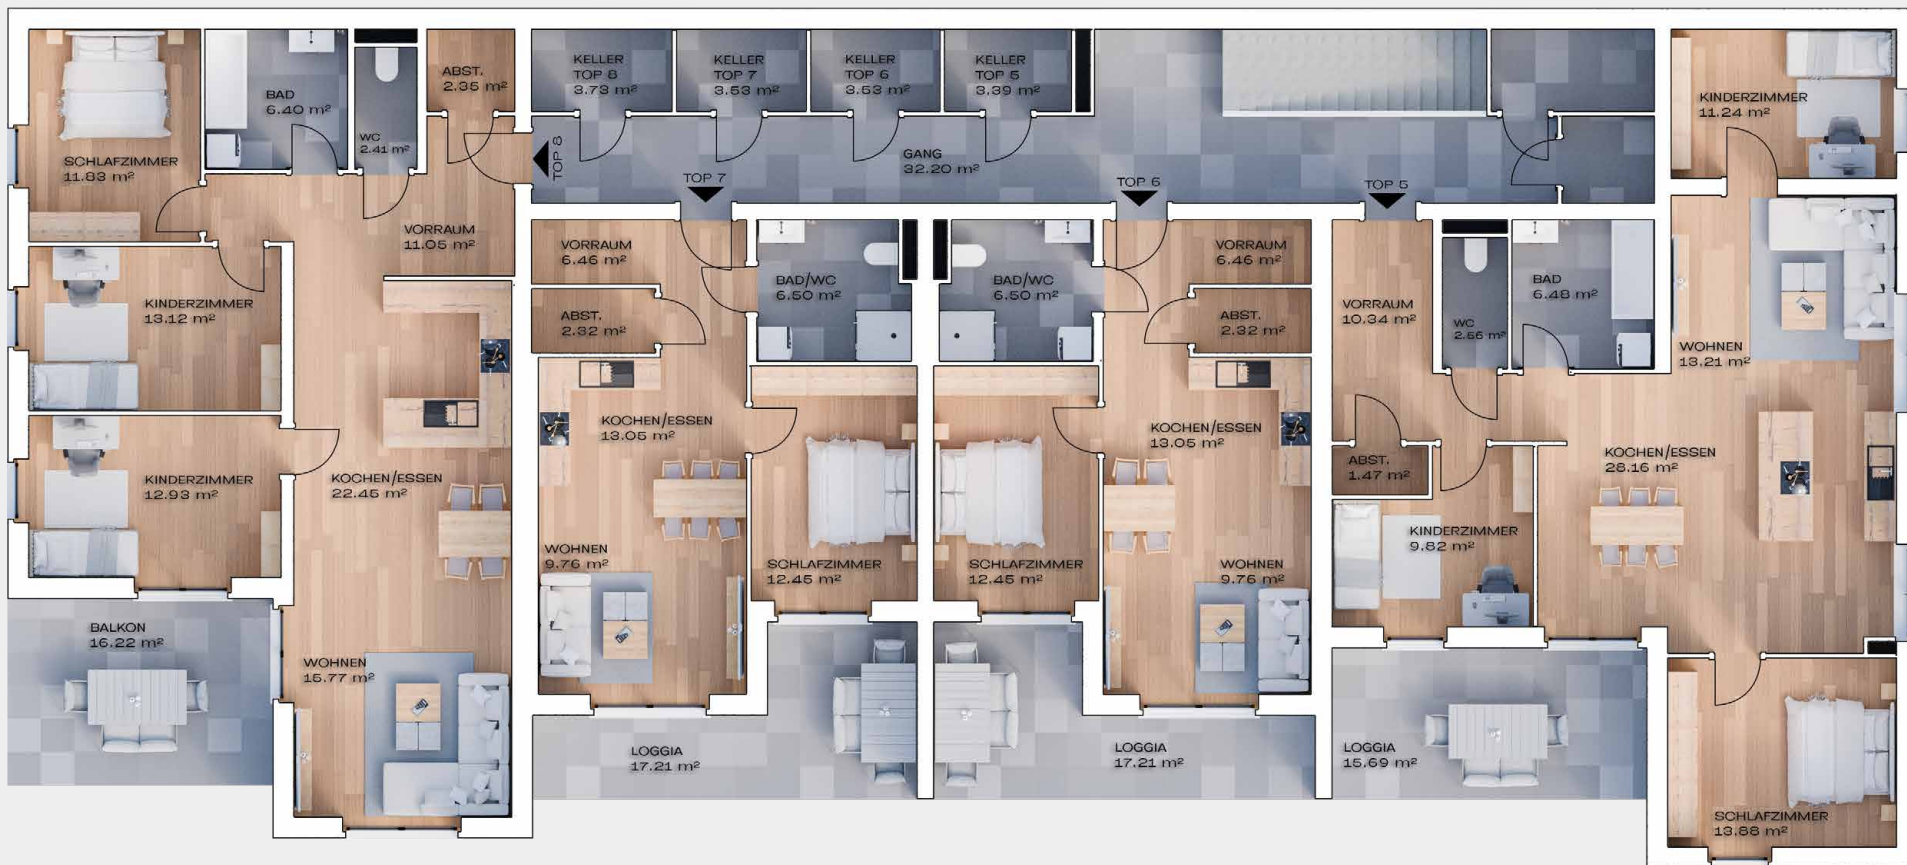 SCHLAFZIMMER
11.83 m²
BAD
6.40 m²
WC
2.41 m²
ABST.
2.35 m²
VORRAUM
11.05 m²
KINDERZIMMER
13.12 m²
KINDERZIMMER
12.93 m²
KOCHEN/ESSEN
22.45 m²
WOHNEN
15.77 m²
BALKON
16.22 m²
KELLER
TOP 8
3.73 m²
KELLER
TOP 7
3.53 m²
KELLER
TOP 6
3.53 m²
KELLER
TOP 5
3.39 m²
GANG
32.20 m²
TOP 8
TOP 7
TOP 6
TOP 5
VORRAUM
6.46 m²
ABST.
2.32 m²
BAD/WC
6.50 m²
KOCHEN/ESSEN
13.05 m²
WOHNEN
9.76 m²
SCHLAFZIMMER
12.45 m²
LOGGIA
17.21 m²
BAD/WC
6.50 m²
VORRAUM
6.46 m²
ABST.
2.32 m²
KOCHEN/ESSEN
13.05 m²
SCHLAFZIMMER
12.45 m²
WOHNEN
9.76 m²
LOGGIA
17.21 m²
VORRAUM
10.34 m²
WC
2.56 m²
BAD
6.48 m²
ABST.
1.47 m²
KINDERZIMMER
9.82 m²
LOGGIA
15.69 m²
KINDERZIMMER
11.24 m²
WOHNEN
13.21 m²
KOCHEN/ESSEN
28.16 m²
SCHLAFZIMMER
13.88 m²